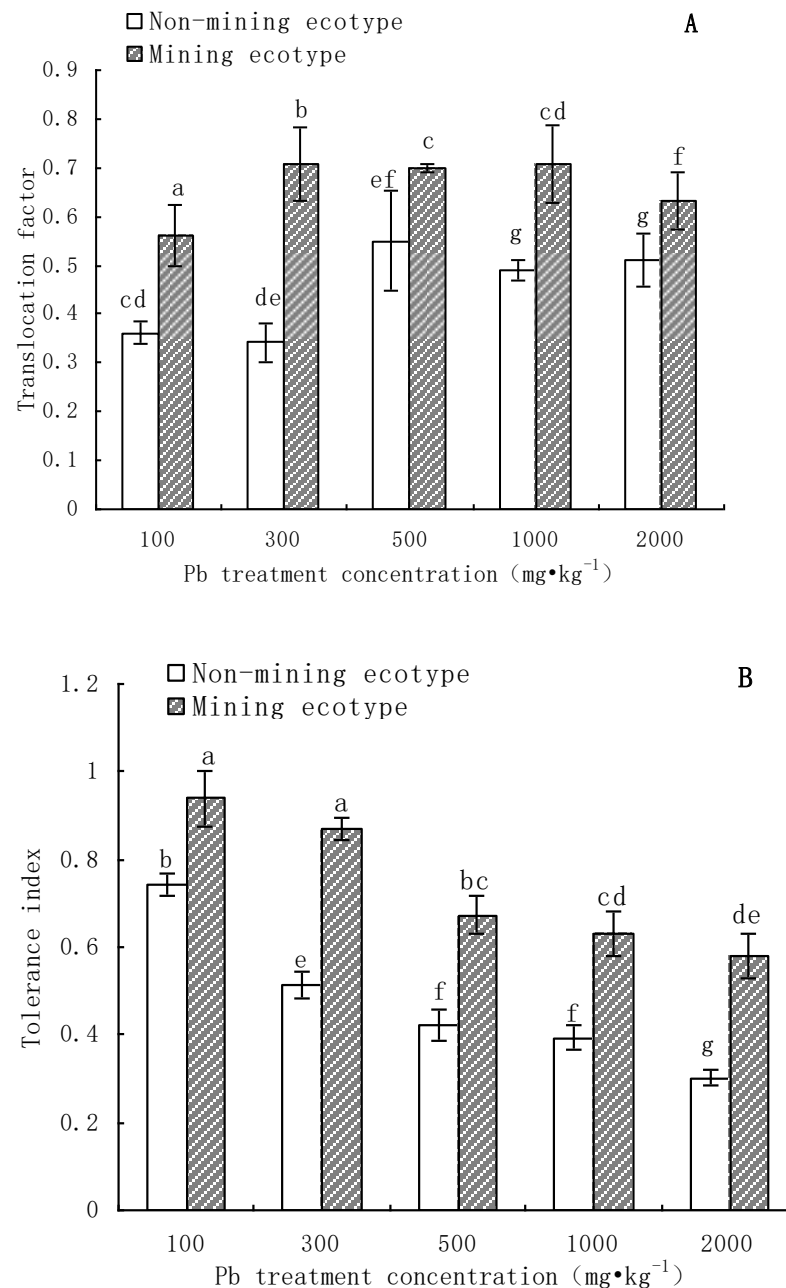 Non-mining ecotype
A
Mining ecotype
0.9
0.8
0.7
0.6
0.5
0.4
0.3
0.2
0.1
0
Translocation factor
cd
a
de
b
ef
c
g
cd
g
f
100 300 500 1000 2000
Pb treatment concentration (mg•kg⁻¹)
Non-mining ecotype
B
Mining ecotype
1.2
1
0.8
0.6
0.4
0.2
0
Tolerance index
b
a
e
a
f
bc
f
cd
g
de
100 300 500 1000 2000
Pb treatment concentration (mg•kg⁻¹)